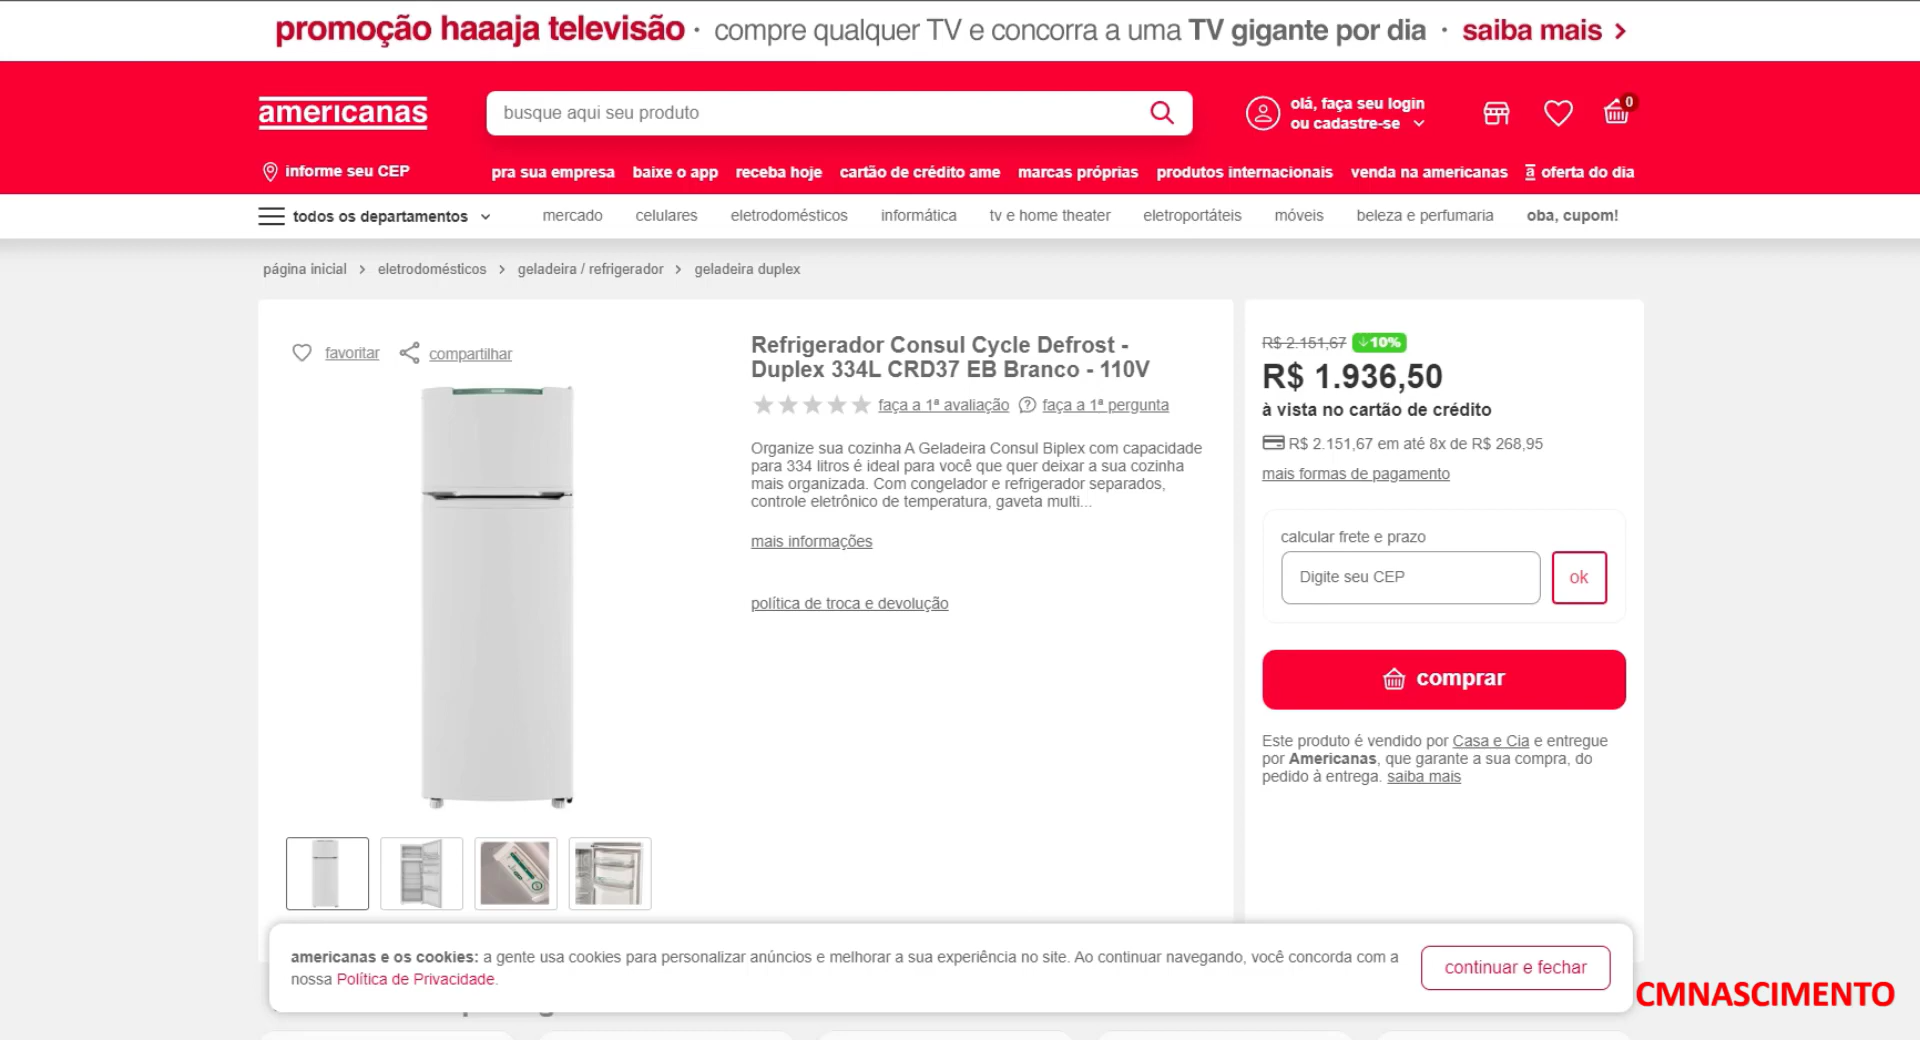 promoção haaaja televisão · compre qualquer TV e concorra a uma TV gigante por dia · saiba mais >
americanas
busque aqui seu produto
olá, faça seu login
ou cadastre-se
0
informe seu CEP
pra sua empresa baixe o app receba hoje cartão de crédito ame marcas próprias produtos internacionais venda na americanas a oferta do dia
todos os departamentos mercado celulares eletrodomésticos informática tv e home theater eletroportáteis móveis beleza e perfumaria oba, cupom!
página inicial > eletrodomésticos > geladeira / refrigerador > geladeira duplex
favoritar compartilhar
Refrigerador Consul Cycle Defrost -
Duplex 334L CRD37 EB Branco - 110V
faça a 1ª avaliação faça a 1ª pergunta
Organize sua cozinha A Geladeira Consul Biplex com capacidade
para 334 litros é ideal para você que quer deixar a sua cozinha
mais organizada. Com congelador e refrigerador separados,
controle eletrônico de temperatura, gaveta multi...
mais informações
política de troca e devolução
R$ 2.151,67 ↓10%
R$ 1.936,50
à vista no cartão de crédito
R$ 2.151,67 em até 8x de R$ 268,95
mais formas de pagamento
calcular frete e prazo
Digite seu CEP ok
comprar
Este produto é vendido por Casa e Cia e entregue
por Americanas, que garante a sua compra, do
pedido à entrega. saiba mais
americanas e os cookies: a gente usa cookies para personalizar anúncios e melhorar a sua experiência no site. Ao continuar navegando, você concorda com a
nossa Política de Privacidade.
continuar e fechar
CMNASCIMENTO